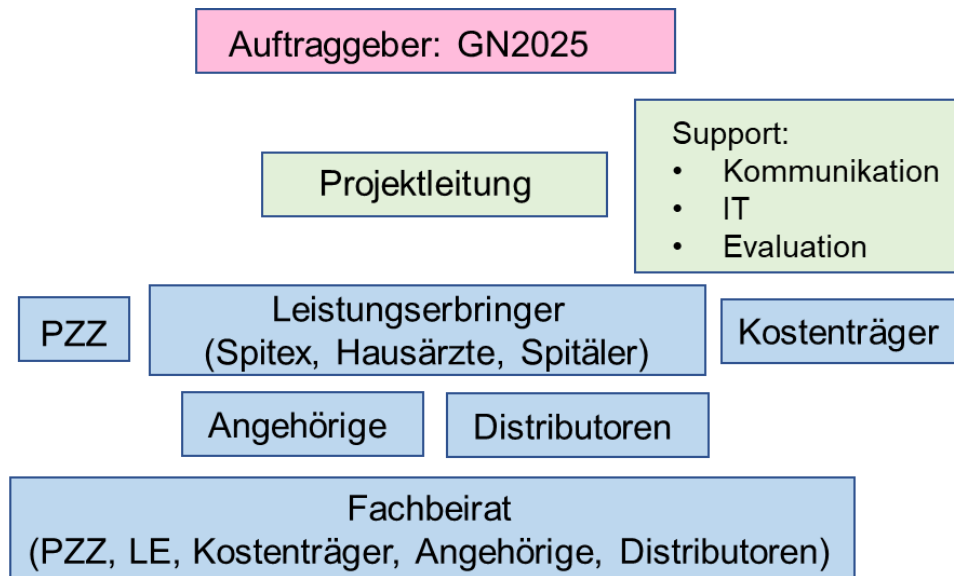 Auftraggeber: GN2025
Projektleitung
Support:
• Kommunikation
• IT
• Evaluation
PZZ
Leistungserbringer
(Spitex, Hausärzte, Spitäler)
Kostenträger
Angehörige
Distributoren
Fachbeirat
(PZZ, LE, Kostenträger, Angehörige, Distributoren)